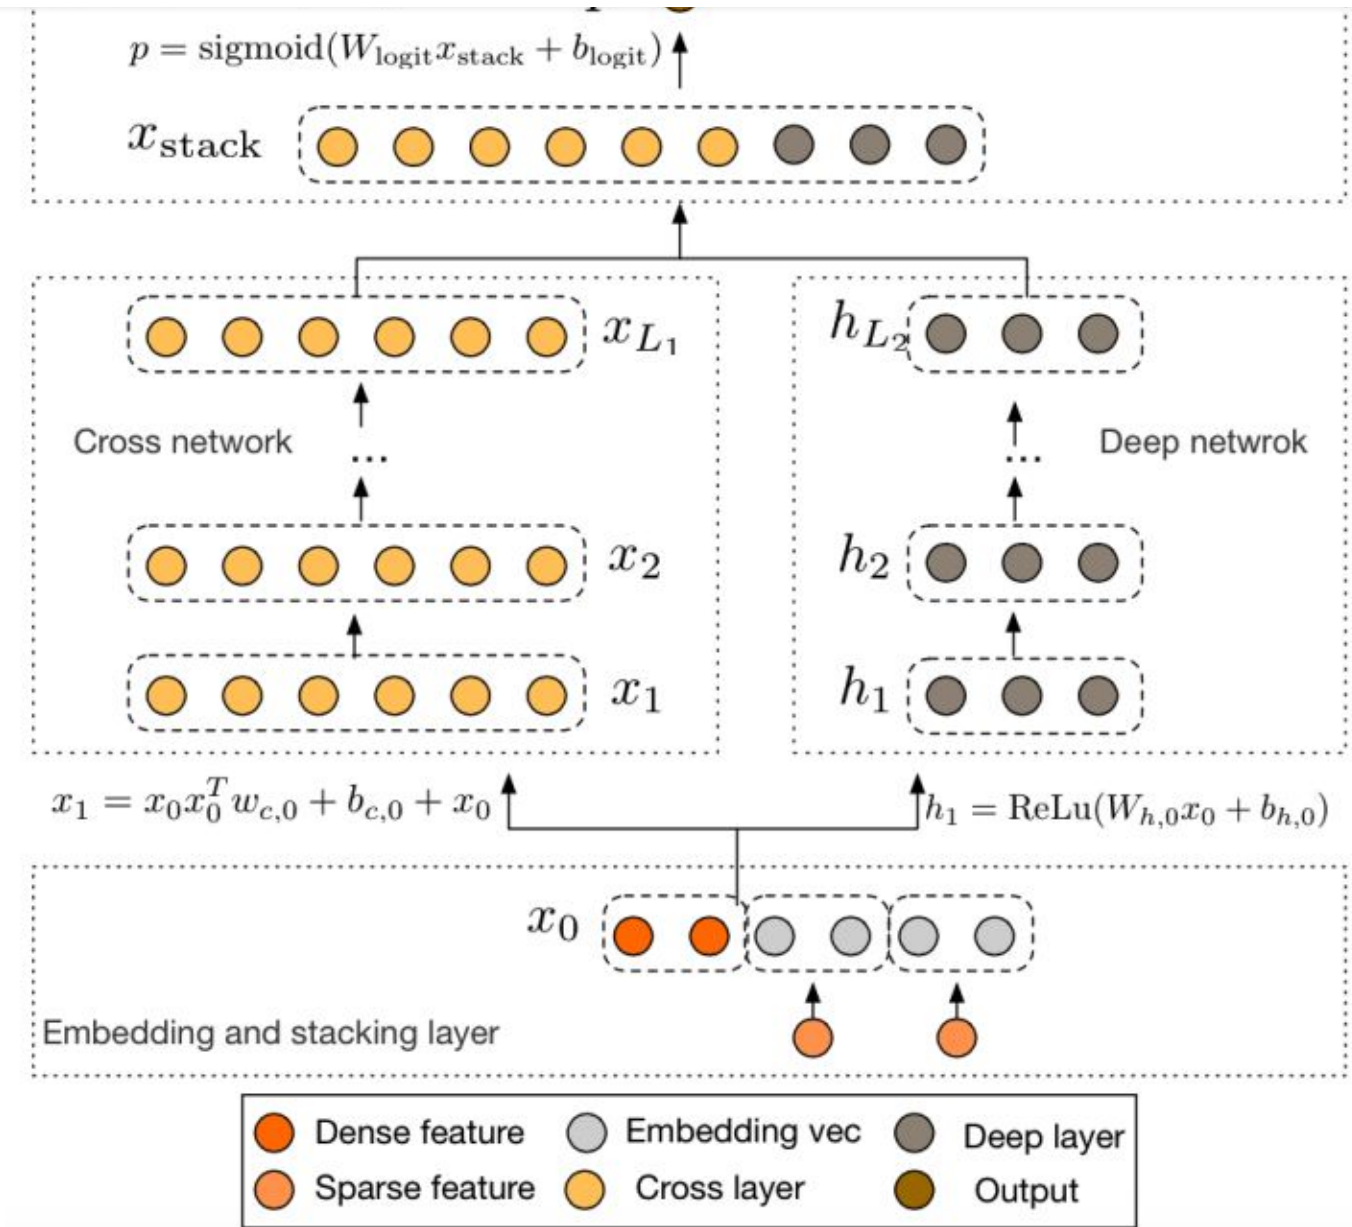 p
p = sigmoid(W_logit x_stack + b_logit)
x_stack
x_{L_1}
h_{L_2}
Cross network
...
...
Deep netwrok
x_2
h_2
x_1
h_1
x_1 = x_0 x_0^T w_{c,0} + b_{c,0} + x_0
h_1 = ReLu(W_{h,0} x_0 + b_{h,0})
x_0
Embedding and stacking layer
Dense feature
Embedding vec
Deep layer
Sparse feature
Cross layer
Output